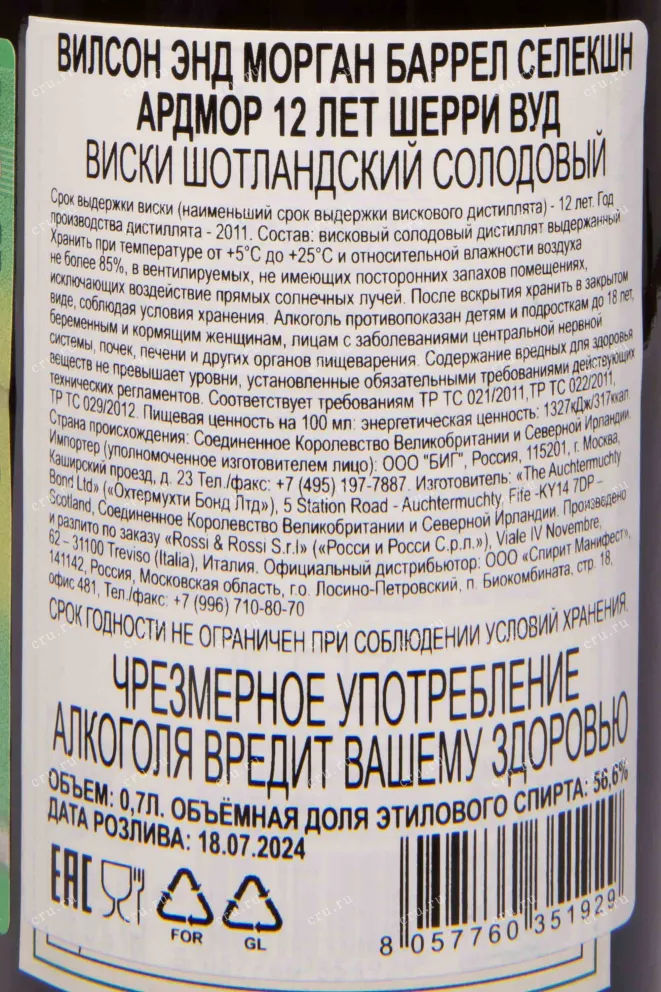 ВИЛСОН ЭНД МОРГАН БАРРЕЛ СЕЛЕКШН
АРДМОР 12 ЛЕТ ШЕРРИ ВУД
ВИСКИ ШОТЛАНДСКИЙ СОЛОДОВЫЙ
Срок выдержки виски (наименьший срок выдержки вискового дистиллята) - 12 лет. Год
производства дистиллята - 2011. Состав: висковый солодовый дистиллят выдержанный
Хранить при температуре от +5°С до +25°С и относительной влажности воздуха
не более 85%, в вентилируемых, не имеющих посторонних запахов помещениях,
исключающих воздействие прямых солнечных лучей. После вскрытия хранить в закрытом
виде, соблюдая условия хранения. Алкоголь противопоказан детям и подросткам до 18 лет,
беременным и кормящим женщинам, лицам с заболеваниями центральной нервной
системы, почек, печени и других органов пищеварения. Содержание вредных для здоровья
веществ не превышает уровни, установленные обязательными требованиями действующих
технических регламентов. Соответствует требованиям ТР ТС 021/2011,ТР ТС 022/2011,
ТР ТС 029/2012. Пищевая ценность на 100 мл: энергетическая ценность: 1327кДж/317ккал.
Страна происхождения: Соединенное Королевство Великобритании и Северной Ирландии.
Импортер (уполномоченное изготовителем лицо): ООО "БИГ", Россия, 115201, г. Москва,
Каширский проезд, д. 23 Тел./факс: +7 (495) 197-7887. Изготовитель: «The Auchtermuchty
Bond Ltd» («Охтермухти Бонд Лтд»), 5 Station Road - Auchtermuchty, Fife -KY14 7DP –
Scotland, Соединенное Королевство Великобритании и Северной Ирландии. Произведено
и разлито по заказу «Rossi & Rossi S.r.l» («Росси и Росси С.р.л.»), Viale IV Novembre,
62 – 31100 Treviso (Italia), Италия. Официальный дистрибьютор: ООО «Спирит Манифест»,
141142, Россия, Московская область, г.о. Лосино-Петровский, п. Биокомбината, стр. 18,
офис 481, Тел./факс: +7 (996) 710-80-70
СРОК ГОДНОСТИ НЕ ОГРАНИЧЕН ПРИ СОБЛЮДЕНИИ УСЛОВИЙ ХРАНЕНИЯ.
ЧРЕЗМЕРНОЕ УПОТРЕБЛЕНИЕ
АЛКОГОЛЯ ВРЕДИТ ВАШЕМУ ЗДОРОВЬЮ
ОБЪЕМ: 0,7Л. ОБЪЁМНАЯ ДОЛЯ ЭТИЛОВОГО СПИРТА: 56,6%
ДАТА РОЗЛИВА: 18.07.2024
EAC
FOR
GL
8 057760 351929